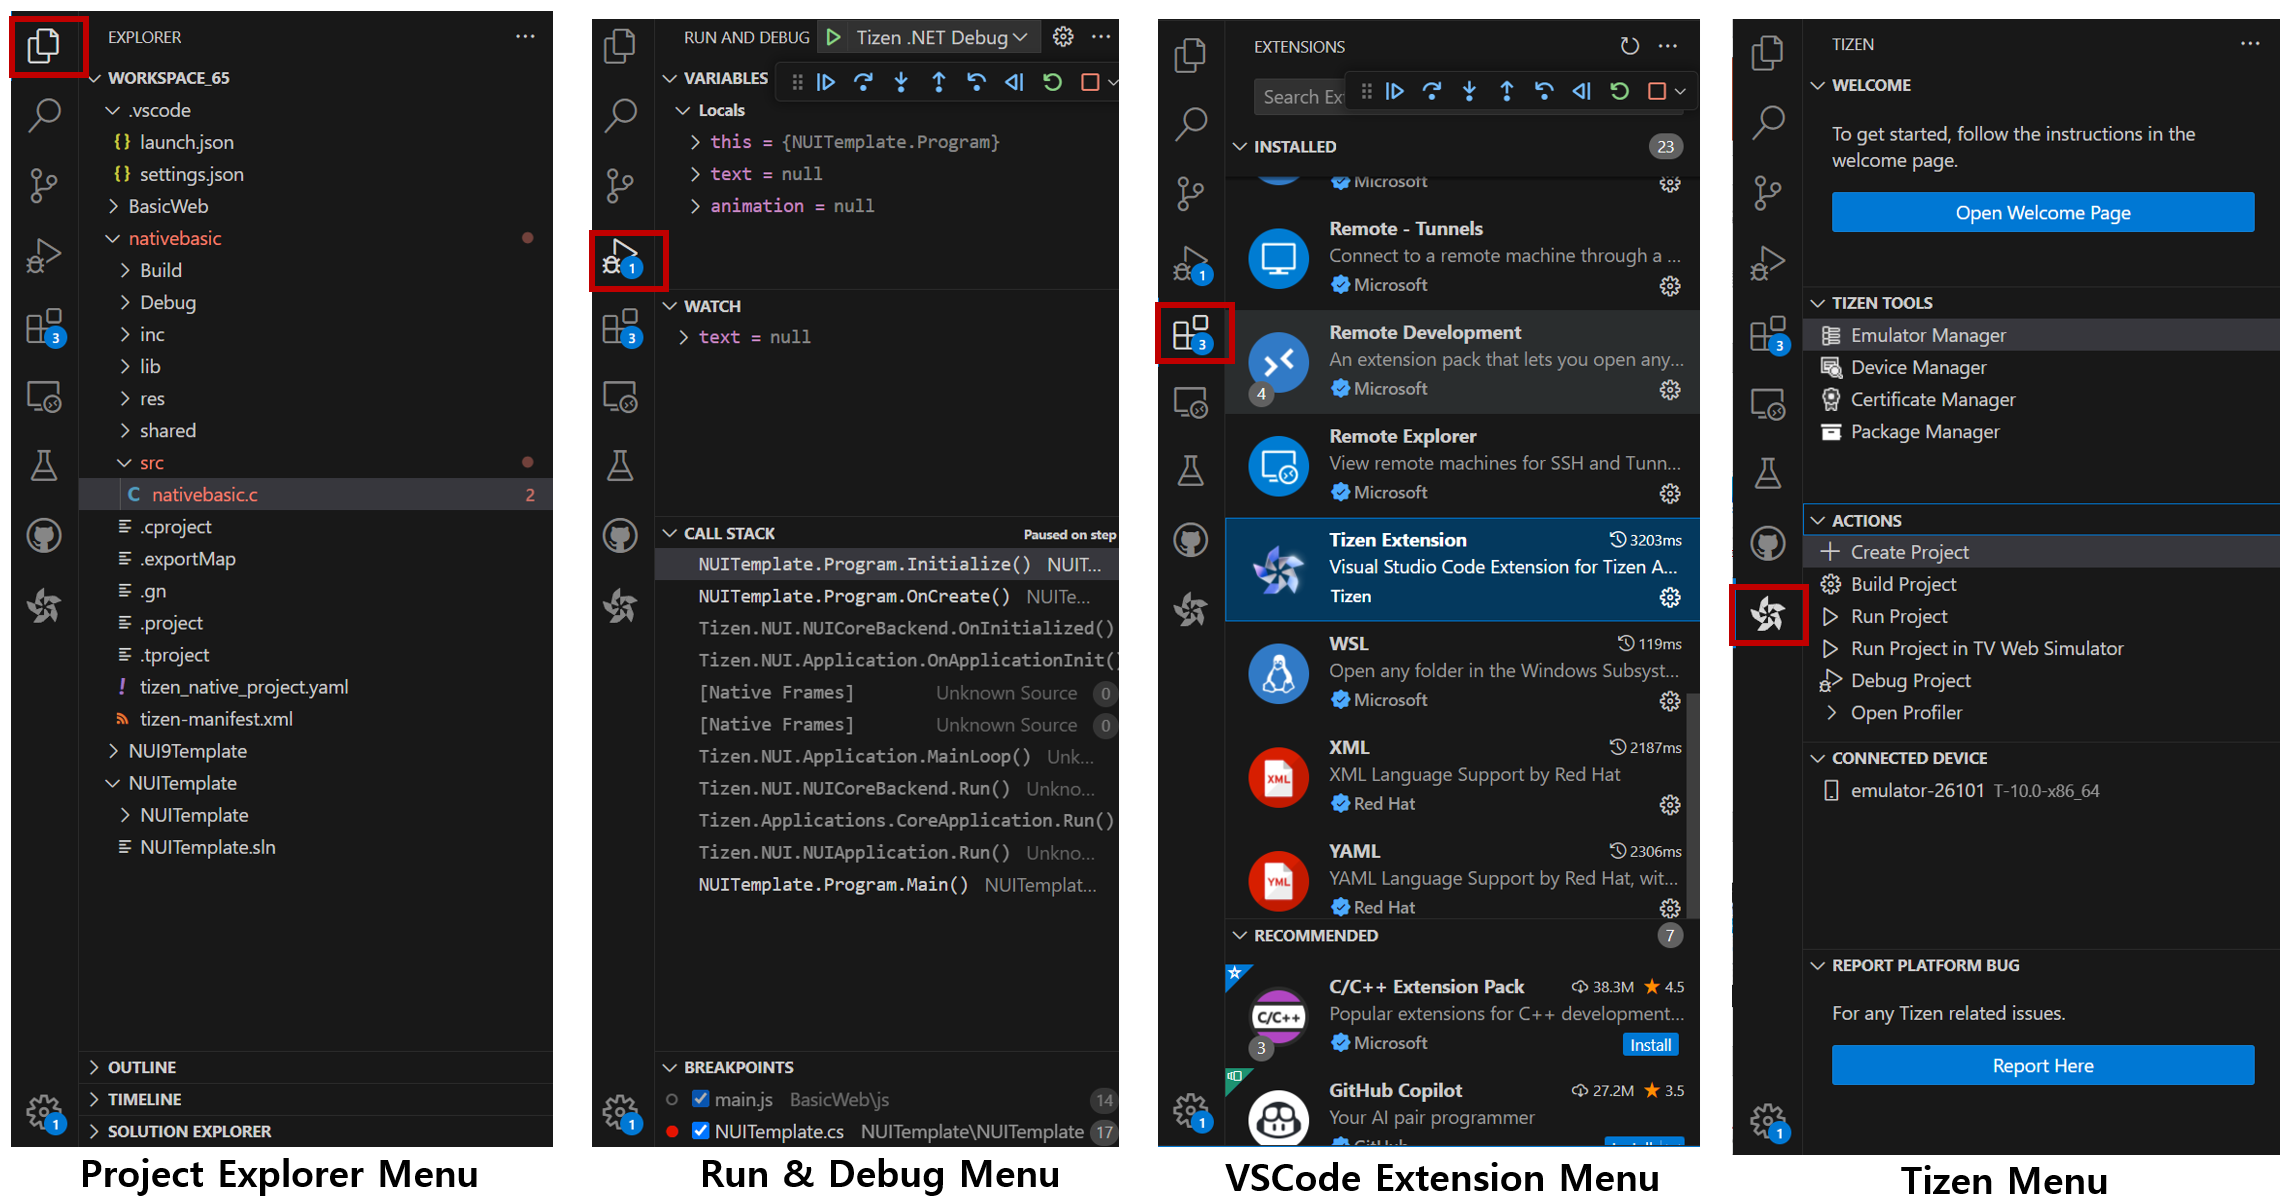 EXPLORER
WORKSPACE_65
.vscode
{} launch.json
{} settings.json
BasicWeb
nativebasic
Build
Debug
inc
3
lib
res
shared
src
C nativebasic.c 2
.cproject
.exportMap
.gn
.project
.tproject
! tizen_native_project.yaml
tizen-manifest.xml
NUI9Template
NUITemplate
NUITemplate
NUITemplate.sln
OUTLINE
TIMELINE
1
SOLUTION EXPLORER
Project Explorer Menu
RUN AND DEBUG Tizen .NET Debug
VARIABLES
Locals
this = {NUITemplate.Program}
text = null
animation = null
1
WATCH
3
text = null
CALL STACK Paused on step
NUITemplate.Program.Initialize() NUIT...
NUITemplate.Program.OnCreate() NUITe...
Tizen.NUI.NUICoreBackend.OnInitialized()
Tizen.NUI.Application.OnApplicationInit(
[Native Frames] Unknown Source 0
[Native Frames] Unknown Source 0
Tizen.NUI.Application.MainLoop() Unk...
Tizen.NUI.NUICoreBackend.Run() Unkno...
Tizen.Applications.CoreApplication.Run()
Tizen.NUI.NUIApplication.Run() Unkno...
NUITemplate.Program.Main() NUITemplat...
BREAKPOINTS
main.js BasicWeb\js 14
1
NUITemplate.cs NUITemplate\NUITemplate 17
Run & Debug Menu
EXTENSIONS
Search Ex
INSTALLED 23
Microsoft
Remote - Tunnels
Connect to a remote machine through a ...
1
Microsoft
Remote Development
3
An extension pack that lets you open any...
4
Microsoft
Remote Explorer
View remote machines for SSH and Tunn...
Microsoft
Tizen Extension 3203ms
Visual Studio Code Extension for Tizen A...
Tizen
WSL 119ms
Open any folder in the Windows Subsyst...
Microsoft
XML 2187ms
XML
XML Language Support by Red Hat
Red Hat
YAML 2306ms
YML
YAML Language Support by Red Hat, wit...
Red Hat
RECOMMENDED 7
C/C++ Extension Pack 38.3M 4.5
C/C++
Popular extensions for C++ development...
3
Microsoft Install
GitHub Copilot 27.2M 3.5
Your AI pair programmer
1
GitHub
VSCode Extension Menu
TIZEN
WELCOME
To get started, follow the instructions in the
welcome page.
Open Welcome Page
TIZEN TOOLS
Emulator Manager
3
Device Manager
Certificate Manager
Package Manager
ACTIONS
Create Project
Build Project
Run Project
Run Project in TV Web Simulator
Debug Project
Open Profiler
CONNECTED DEVICE
emulator-26101 T-10.0-x86_64
REPORT PLATFORM BUG
For any Tizen related issues.
Report Here
1
Tizen Menu